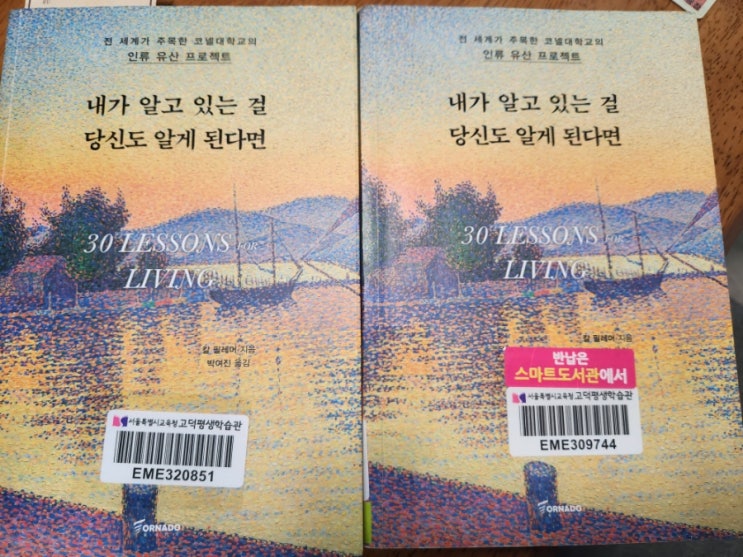 전 세계가 주목한 코넬대학교의
인류 유산 프로젝트
내가 알고 있는 걸
당신도 알게 된다면
30 LESSONS FOR
LIVING
칼 필레머 지음
박여진 옮김
서울특별시교육청 고덕평생학습관
EME320851
TORNADO
전 세계가 주목한 코넬대학교의
인류 유산 프로젝트
내가 알고 있는 걸
당신도 알게 된다면
30 LESSONS FOR
LIVING
칼 필레머 지음
반납은
스마트도서관에서
서울특별시교육청 고덕평생학습관
EME309744
TORNADO